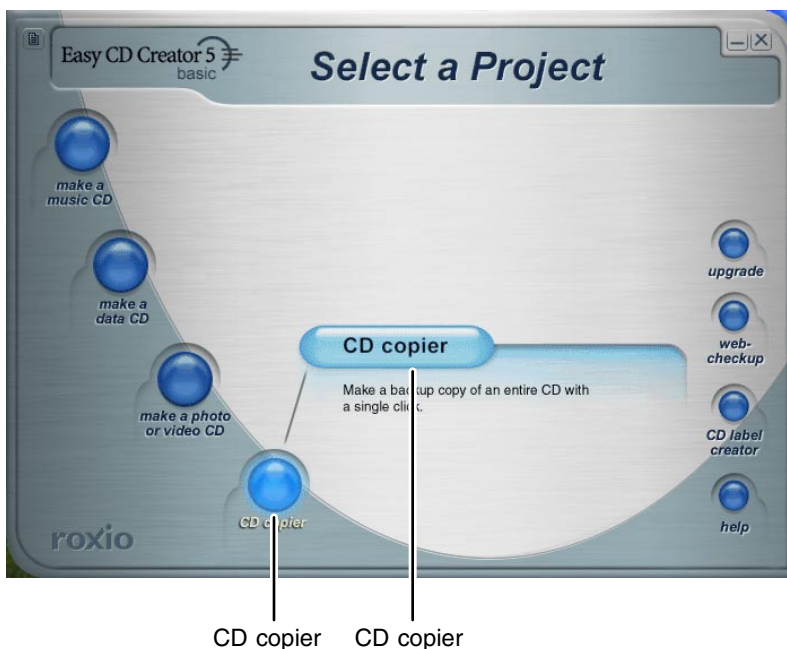 Easy CD Creator 5
basic
Select a Project
make a
music CD
make a
data CD
make a photo
or video CD
CD copier
CD copier
Make a backup copy of an entire CD with
a single click.
upgrade
web-
checkup
CD label
creator
help
roxio
CD copier CD copier